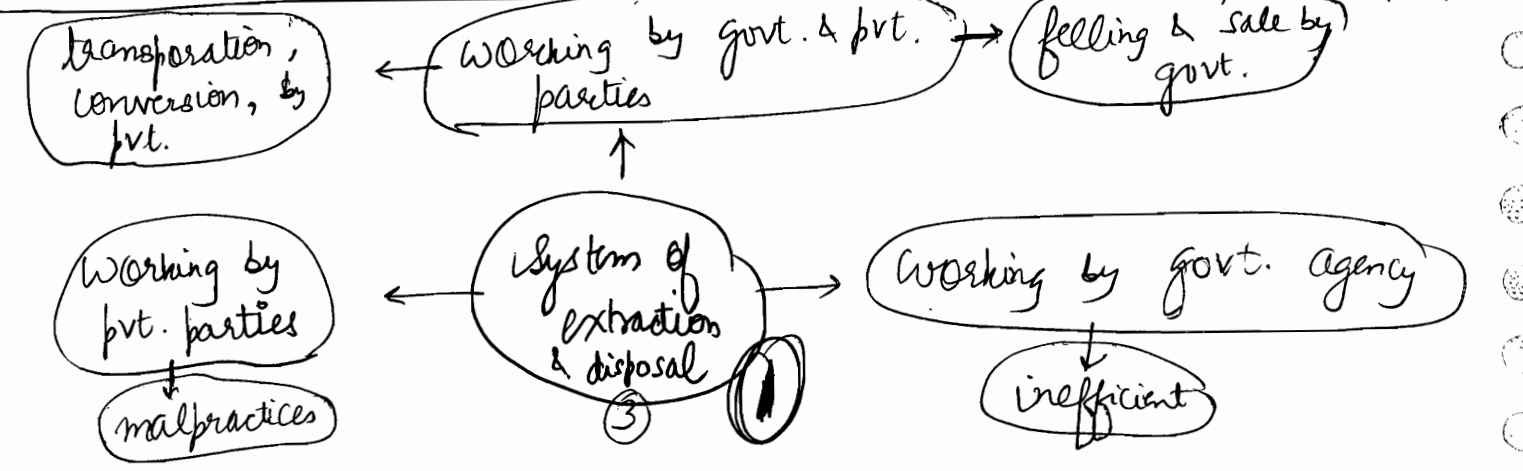 transporation,
conversion, by
pvt.
working by govt. & pvt.
parties
felling & sale by
govt.
working by
pvt. parties
malpractices
System of
extraction
& disposal
3
1
working by govt. agency
inefficient